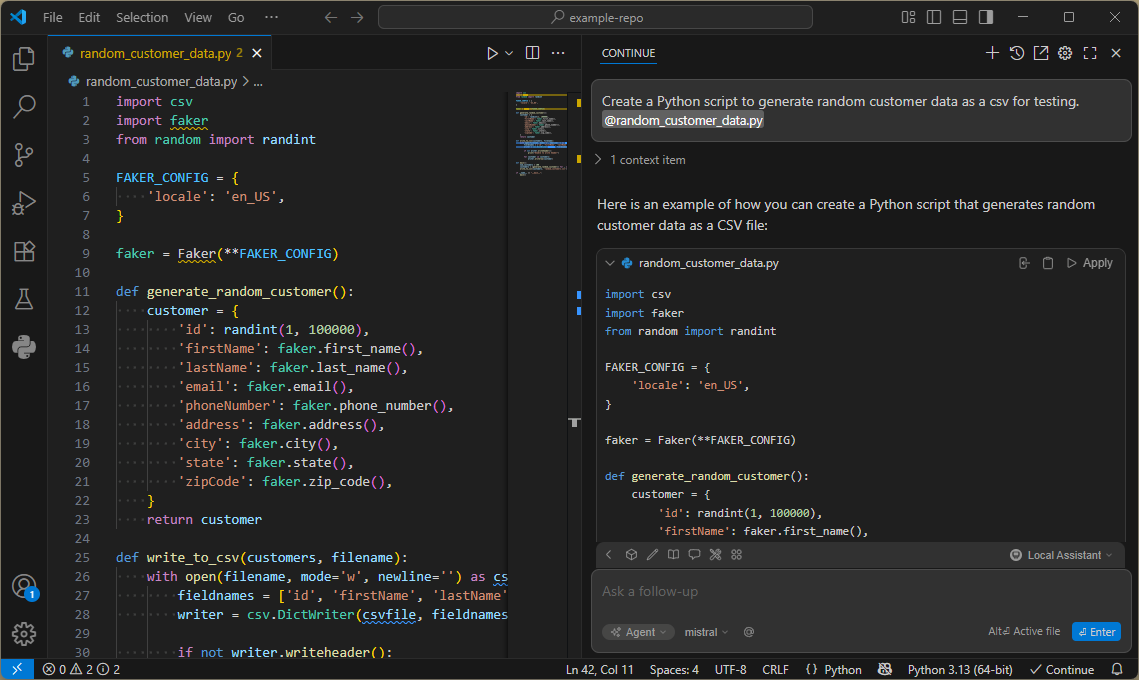 File Edit Selection View Go ··· example-repo
random_customer_data.py 2
random_customer_data.py > ...
1 import csv
2 import faker
3 from random import randint
4
5 FAKER_CONFIG = {
6 'locale': 'en_US',
7 }
8
9 faker = Faker(**FAKER_CONFIG)
10
11 def generate_random_customer():
12 customer = {
13 'id': randint(1, 100000),
14 'firstName': faker.first_name(),
15 'lastName': faker.last_name(),
16 'email': faker.email(),
17 'phoneNumber': faker.phone_number(),
18 'address': faker.address(),
19 'city': faker.city(),
20 'state': faker.state(),
21 'zipCode': faker.zip_code(),
22 }
23 return customer
24
25 def write_to_csv(customers, filename):
26 with open(filename, mode='w', newline='') as cs
27 fieldnames = ['id', 'firstName', 'lastName'
28 writer = csv.DictWriter(csvfile, fieldnames
29
30 if not writer.writeheader():
CONTINUE
Create a Python script to generate random customer data as a csv for testing.
@random_customer_data.py
1 context item
Here is an example of how you can create a Python script that generates random
customer data as a CSV file:
random_customer_data.py Apply
import csv
import faker
from random import randint
FAKER_CONFIG = {
'locale': 'en_US',
}
faker = Faker(**FAKER_CONFIG)
def generate_random_customer():
customer = {
'id': randint(1, 100000),
'firstName': faker.first_name(),
Local Assistant
Ask a follow-up
Agent mistral @ Alt⏎ Active file ⏎ Enter
1
0 2 2 Ln 42, Col 11 Spaces: 4 UTF-8 CRLF {} Python Python 3.13 (64-bit) Continue